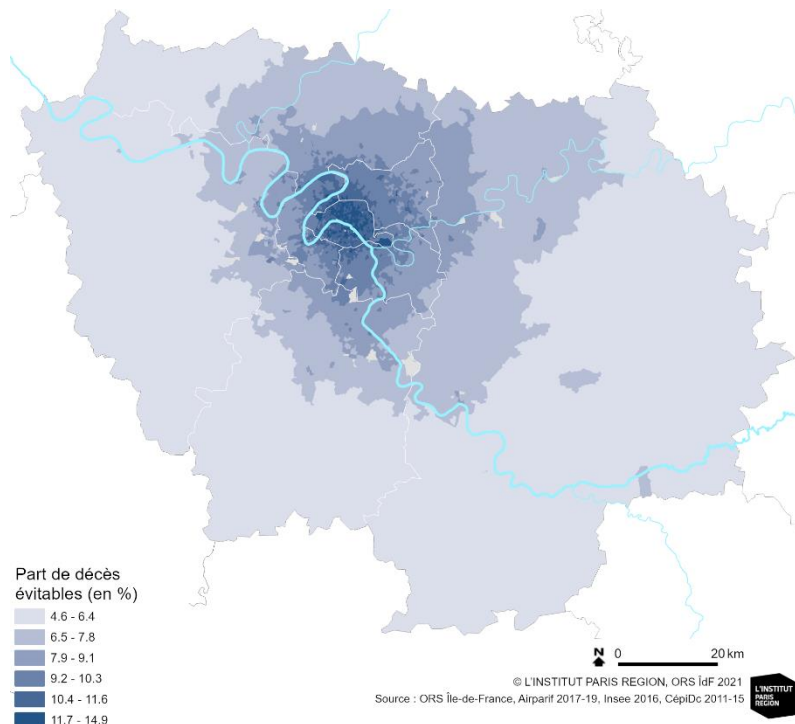 Part de décès
évitables (en %)
4.6 - 6.4
6.5 - 7.8
7.9 - 9.1
9.2 - 10.3
10.4 - 11.6
11.7 - 14.9
N 0 20 km
© L'INSTITUT PARIS REGION, ORS ÎdF 2021
Source : ORS Île-de-France, Airparif 2017-19, Insee 2016, CépiDc 2011-15
L'INSTITUT
PARIS
REGION